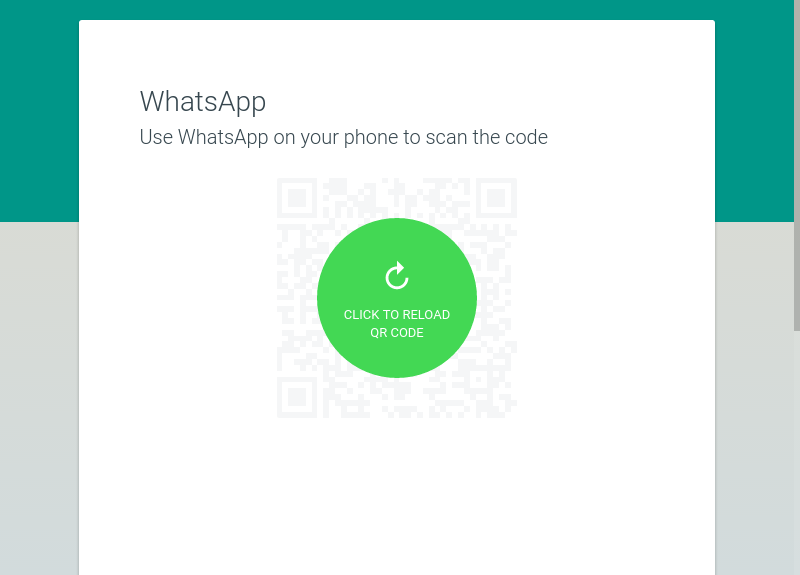 WhatsApp
Use WhatsApp on your phone to scan the code
CLICK TO RELOAD
QR CODE